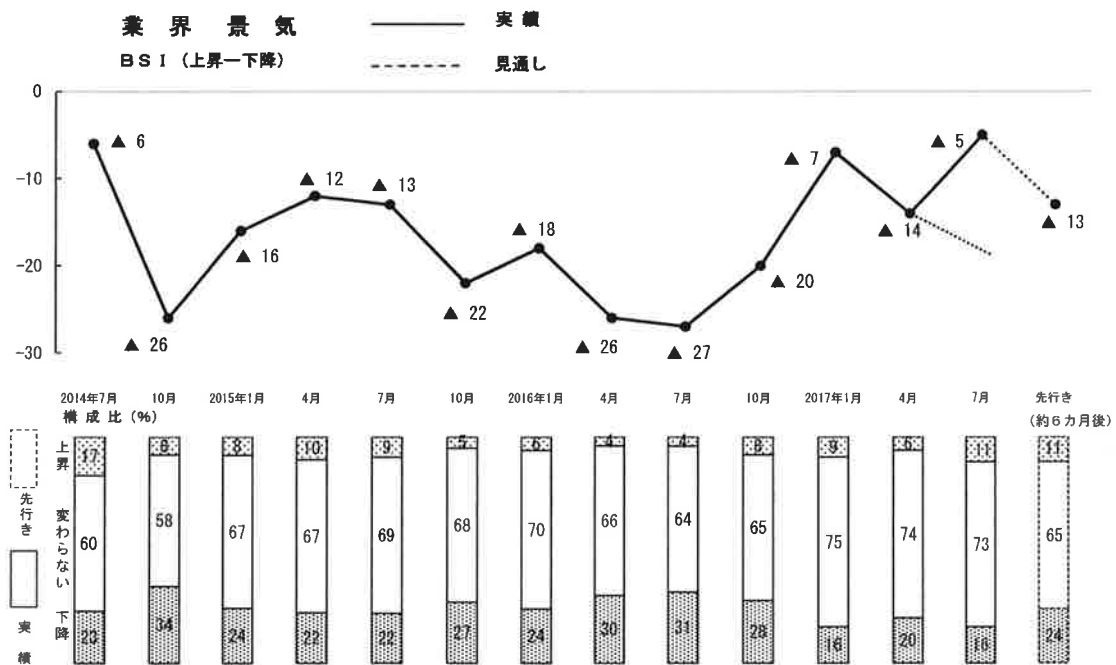 業 界 景 気
BSI (上昇ー下降)
実 績
見通し
0
-10
-20
-30
▲ 6
▲ 26
▲ 16
▲ 12
▲ 13
▲ 22
▲ 18
▲ 26
▲ 27
▲ 20
▲ 7
▲ 14
▲ 5
▲ 13
2014年7月 10月 2015年1月 4月 7月 10月 2016年1月 4月 7月 10月 2017年1月 4月 7月 先行き
(約6カ月後)
構 成 比 (%)
上昇
17 8 8 10 9 5 6 4 4 8 9 6 11 11
変わらない
60 58 67 67 69 68 70 66 64 65 75 74 73 65
下降
23 34 24 22 22 27 24 30 31 28 16 20 16 24
先行き
実 績